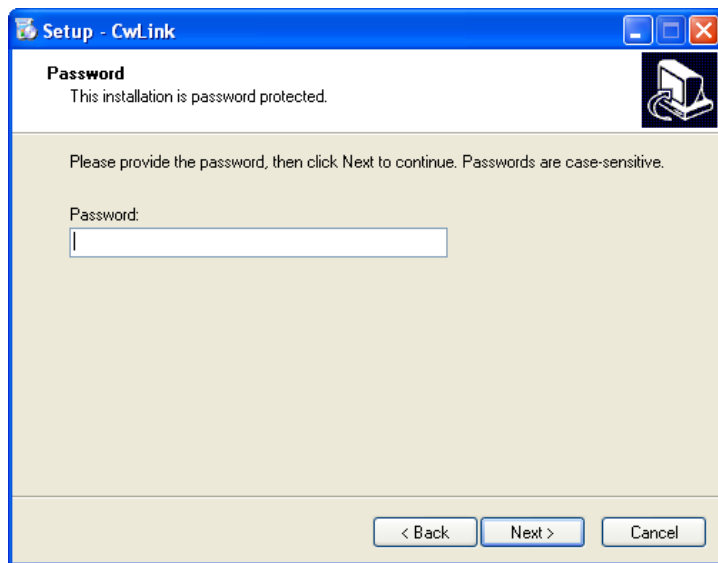 Setup - CwLink
Password
This installation is password protected.
Please provide the password, then click Next to continue. Passwords are case-sensitive.
Password:
< Back
Next >
Cancel